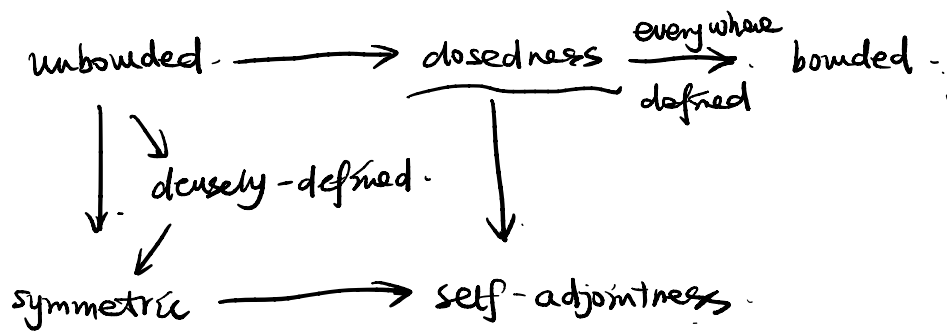 everywhere
unbounded. closedness bounded.
defined
densely-defined.
symmetric self-adjointness.